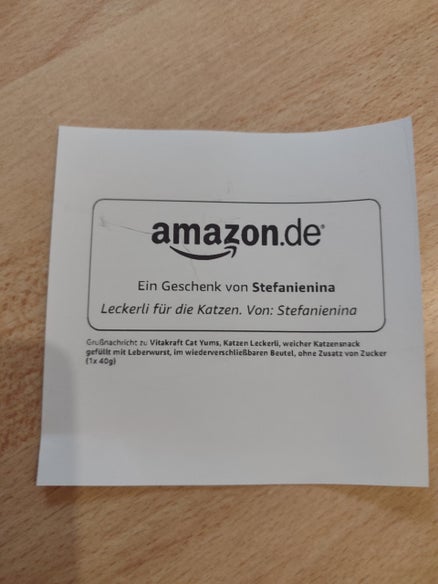 amazon.de
Ein Geschenk von Stefanienina
Leckerli für die Katzen. Von: Stefanienina
Grußnachricht zu Vitakraft Cat Yums, Katzen Leckerli, weicher Katzensnack
gefüllt mit Leberwurst, im wiederverschließbaren Beutel, ohne Zusatz von Zucker
(1x 40g)